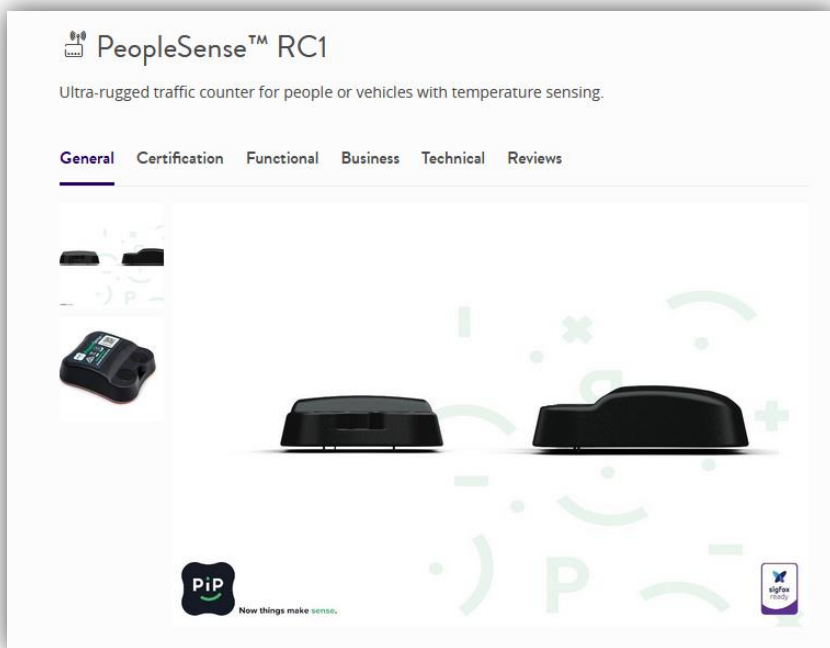 PeopleSense™ RC1
Ultra-rugged traffic counter for people or vehicles with temperature sensing.
General Certification Functional Business Technical Reviews
PiP
Now things make sense.
sigfox
ready